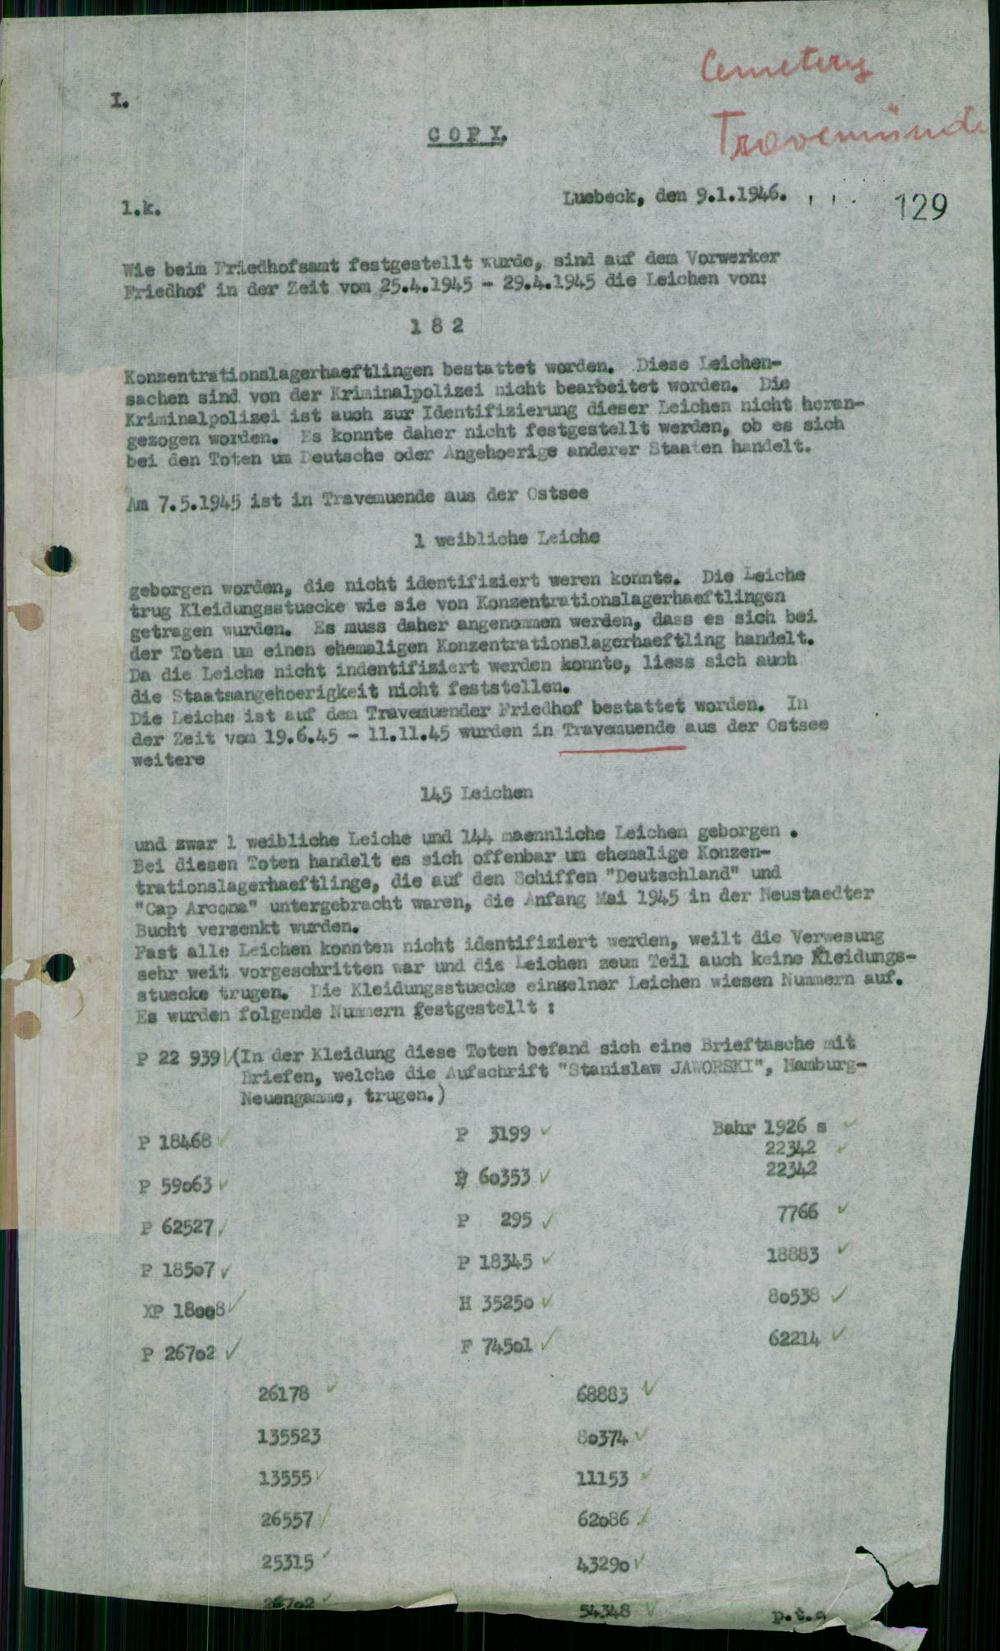 Cemetery
Travemünde
I.
COPY.
l.k.
Luebeck, den 9.1.1946.
129
Wie beim Friedhofsamt festgestellt wurde, sind auf dem Vorwerker
Friedhof in der Zeit vom 25.4.1945 - 29.4.1945 die Leichen von:
1 8 2
Konzentrationslagerhaeftlingen bestattet worden. Diese Leichen-
sachen sind von der Kriminalpolizei nicht bearbeitet worden. Die
Kriminalpolizei ist auch zur Identifizierung dieser Leichen nicht heran-
gezogen worden. Es konnte daher nicht festgestellt werden, ob es sich
bei den Toten um Deutsche oder Angehoerige anderer Staaten handelt.
Am 7.5.1945 ist in Travemuende aus der Ostsee
1 weibliche Leiche
geborgen worden, die nicht identifiziert weren konnte. Die Leiche
trug Kleidungsstuecke wie sie von Konzentrationslagerhaeftlingen
getragen wurden. Es muss daher angenommen werden, dass es sich bei
der Toten um einen ehemaligen Konzentrationslagerhaeftling handelt.
Da die Leiche nicht indentifiziert werden konnte, liess sich auch
die Staatsangehoerigkeit nicht feststellen.
Die Leiche ist auf dem Travemuender Friedhof bestattet worden. In
der Zeit vom 19.6.45 - 11.11.45 wurden in Travemuende aus der Ostsee
weitere
145 Leichen
und zwar 1 weibliche Leiche und 144 maennliche Leichen geborgen .
Bei diesen Toten handelt es sich offenbar um ehemalige Konzen-
trationslagerhaeftlinge, die auf den Schiffen "Deutschland" und
"Cap Arcona" untergebracht waren, die Anfang Mai 1945 in der Neustaedter
Bucht versenkt wurden.
Fast alle Leichen konnten nicht identifiziert werden, weilt die Verwesung
sehr weit vorgeschritten war und die Leichen zeum Teil auch keine Kleidungs-
stuecke trugen. Die Kleidungsstuecke einzelner Leichen wiesen Nummern auf.
Es wurden folgende Nummern festgestellt :
P 22 939 (In der Kleidung diese Toten befand sich eine Brieftasche mit
Briefen, welche die Aufschrift "Stanislaw JAWORSKI", Hamburg-
Neuengamme, trugen.)
P 18468 ✓ P 3199 ✓ Bahr 1926 s ✓
22342 ✓
P 59063 ✓ P 60353 ✓ 22342
P 62527 ✓ P 295 ✓ 7766 ✓
P 18507 ✓ P 18345 ✓ 18883 ✓
XP 18008 ✓ H 35250 ✓ 80538 ✓
P 26702 ✓ F 74501 ✓ 62214 ✓
26178 ✓ 68883 ✓
135523 80374 ✓
13555 ✓ 11153 ✓
26557 ✓ 62086 ✓
25315 ✓ 43290 ✓
26702 ✓ 54348 ✓ p.t.o